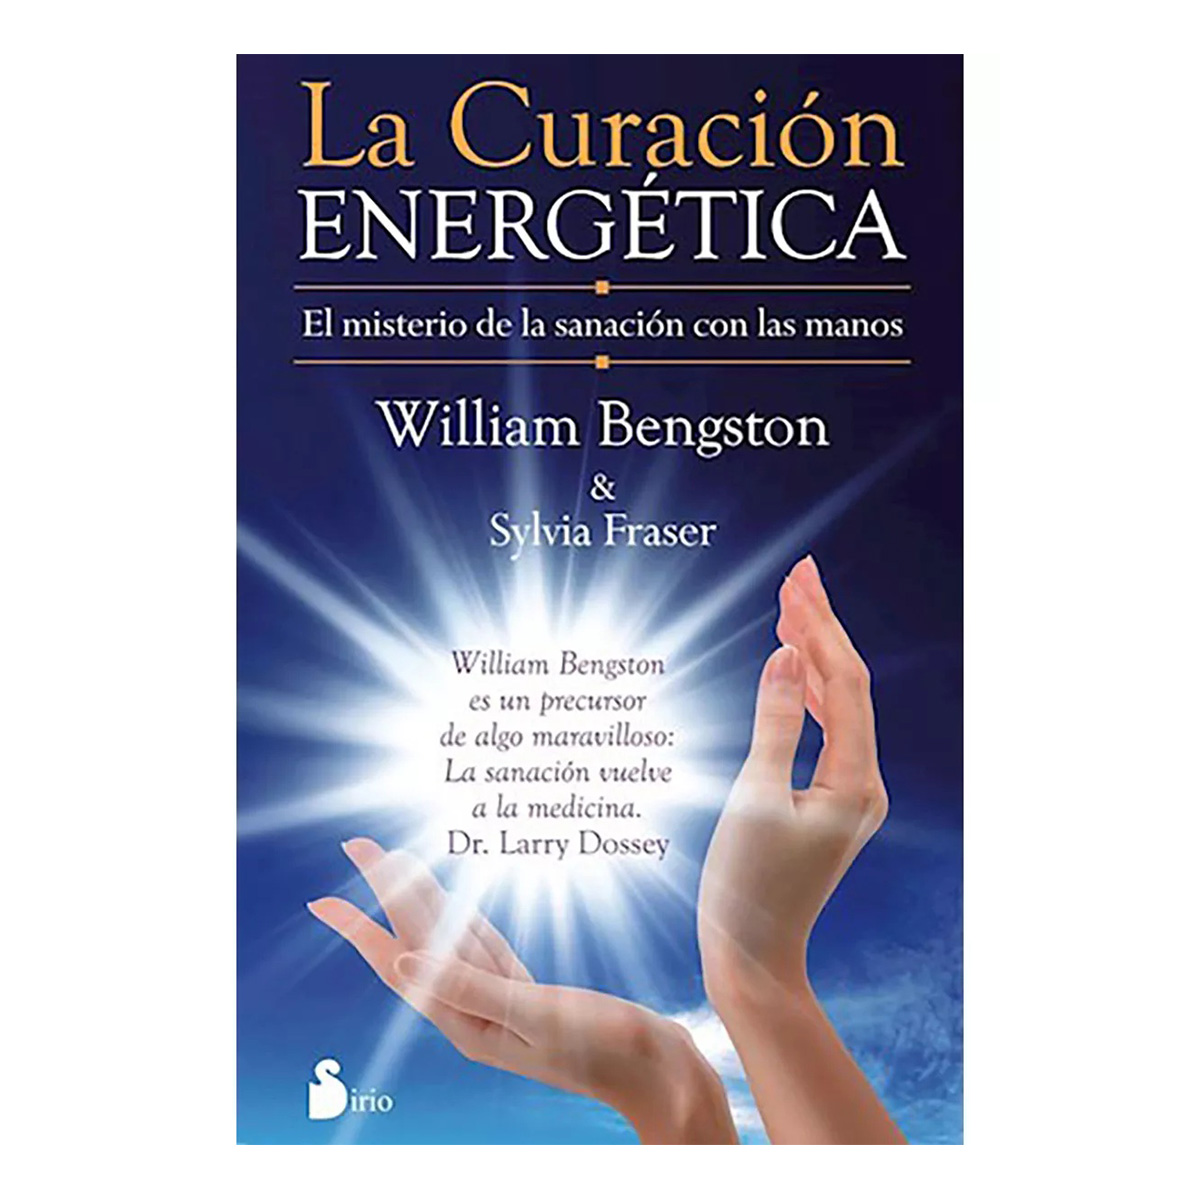 La Curación
ENERGÉTICA
El misterio de la sanación con las manos
William Bengston
&
Sylvia Fraser
William Bengston
es un precursor
de algo maravilloso:
La sanación vuelve
a la medicina.
Dr. Larry Dossey
Sirio